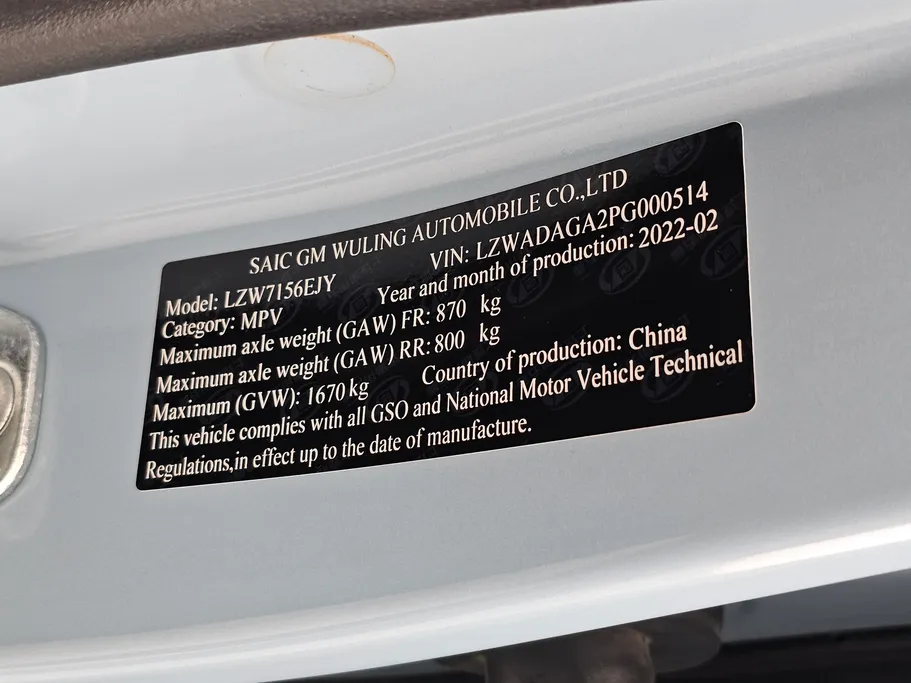 SAIC GM WULING AUTOMOBILE CO.,LTD
Model: LZW7156EJY VIN: LZWADAGA2PG000514
Category: MPV Year and month of production: 2022-02
Maximum axle weight (GAW) FR: 870 kg
Maximum axle weight (GAW) RR: 800 kg
Maximum (GVW): 1670 kg Country of production: China
This vehicle complies with all GSO and National Motor Vehicle Technical
Regulations,in effect up to the date of manufacture.